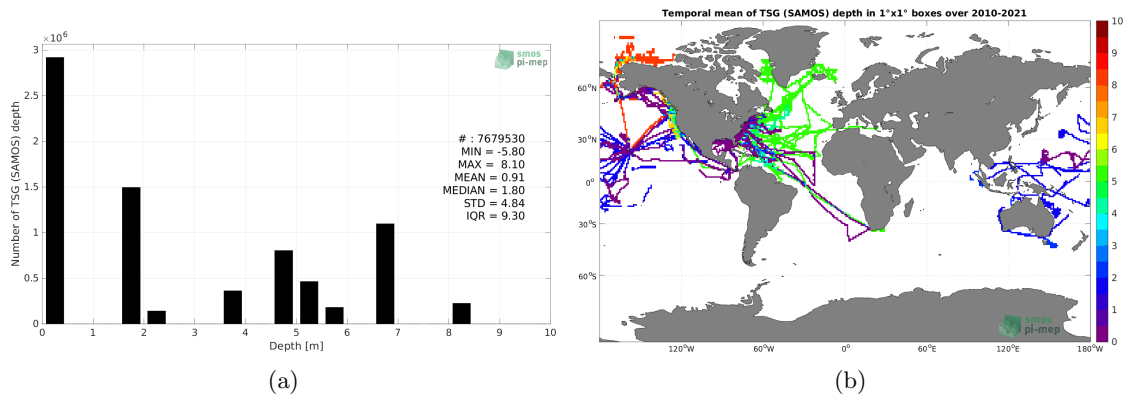 Number of TSG (SAMOS) depth
×10⁶
3
2.5
2
1.5
1
0.5
0
0 1 2 3 4 5 6 7 8 9 10
Depth [m]
smos
pi-mep
# : 7679530
MIN = -5.80
MAX = 8.10
MEAN = 0.91
MEDIAN = 1.80
STD = 4.84
IQR = 9.30
(a)
Temporal mean of TSG (SAMOS) depth in 1°x1° boxes over 2010-2021
60°N
30°N
0°
30°S
60°S
120°W 60°W 0° 60°E 120°E 180°W
smos
pi-mep
10
9
8
7
6
5
4
3
2
1
0
(b)